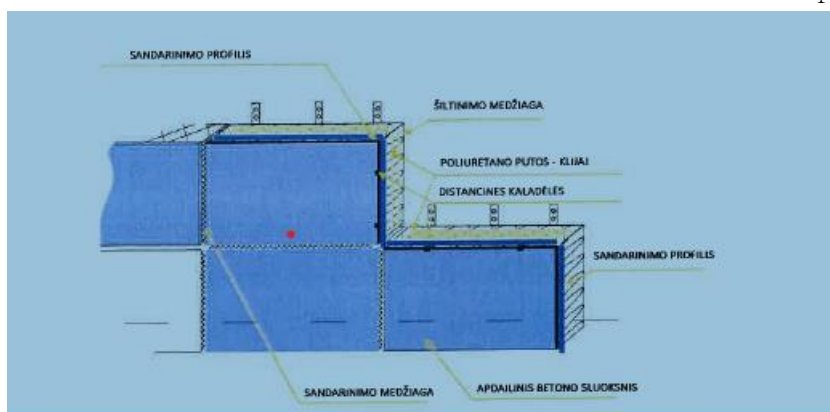 SANDARINIMO PROFILIS
ŠILTINIMO MEDŽIAGA
POLIURETANO PUTOS - KLIJAI
DISTANCINĖS KALADĖLĖS
SANDARINIMO PROFILIS
SANDARINIMO MEDŽIAGA
APDAILINIS BETONO SLUOKSNIS